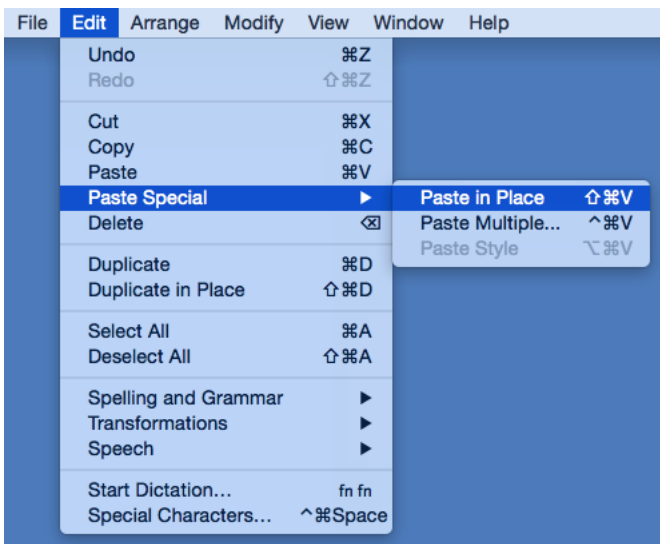 File Edit Arrange Modify View Window Help
Undo ⌘Z
Redo ⇧⌘Z
Cut ⌘X
Copy ⌘C
Paste ⌘V
Paste Special ▶ Paste in Place ⇧⌘V
Delete ⌫ Paste Multiple... ^⌘V
Paste Style ⌥⌘V
Duplicate ⌘D
Duplicate in Place ⇧⌘D
Select All ⌘A
Deselect All ⇧⌘A
Spelling and Grammar ▶
Transformations ▶
Speech ▶
Start Dictation... fn fn
Special Characters... ^⌘Space